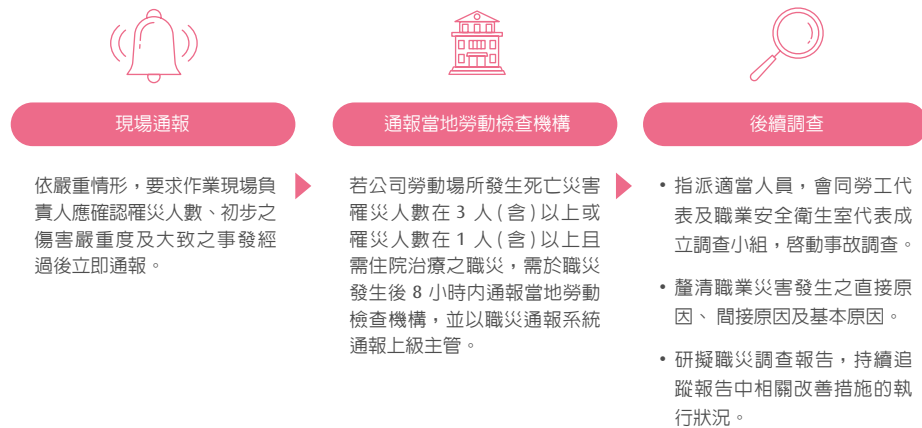 現場通報
依嚴重情形，要求作業現場負
責人應確認罹災人數、初步之
傷害嚴重度及大致之事發經
過後立即通報。
通報當地勞動檢查機構
若公司勞動場所發生死亡災害
罹災人數在 3 人(含)以上或
罹災人數在 1 人(含)以上且
需住院治療之職災，需於職災
發生後 8 小時內通報當地勞動
檢查機構，並以職災通報系統
通報上級主管。
後續調查
• 指派適當人員，會同勞工代
表及職業安全衛生室代表成
立調查小組，啟動事故調查。
• 釐清職業災害發生之直接原
因、 間接原因及基本原因。
• 研擬職災調查報告，持續追
蹤報告中相關改善措施的執
行狀況。